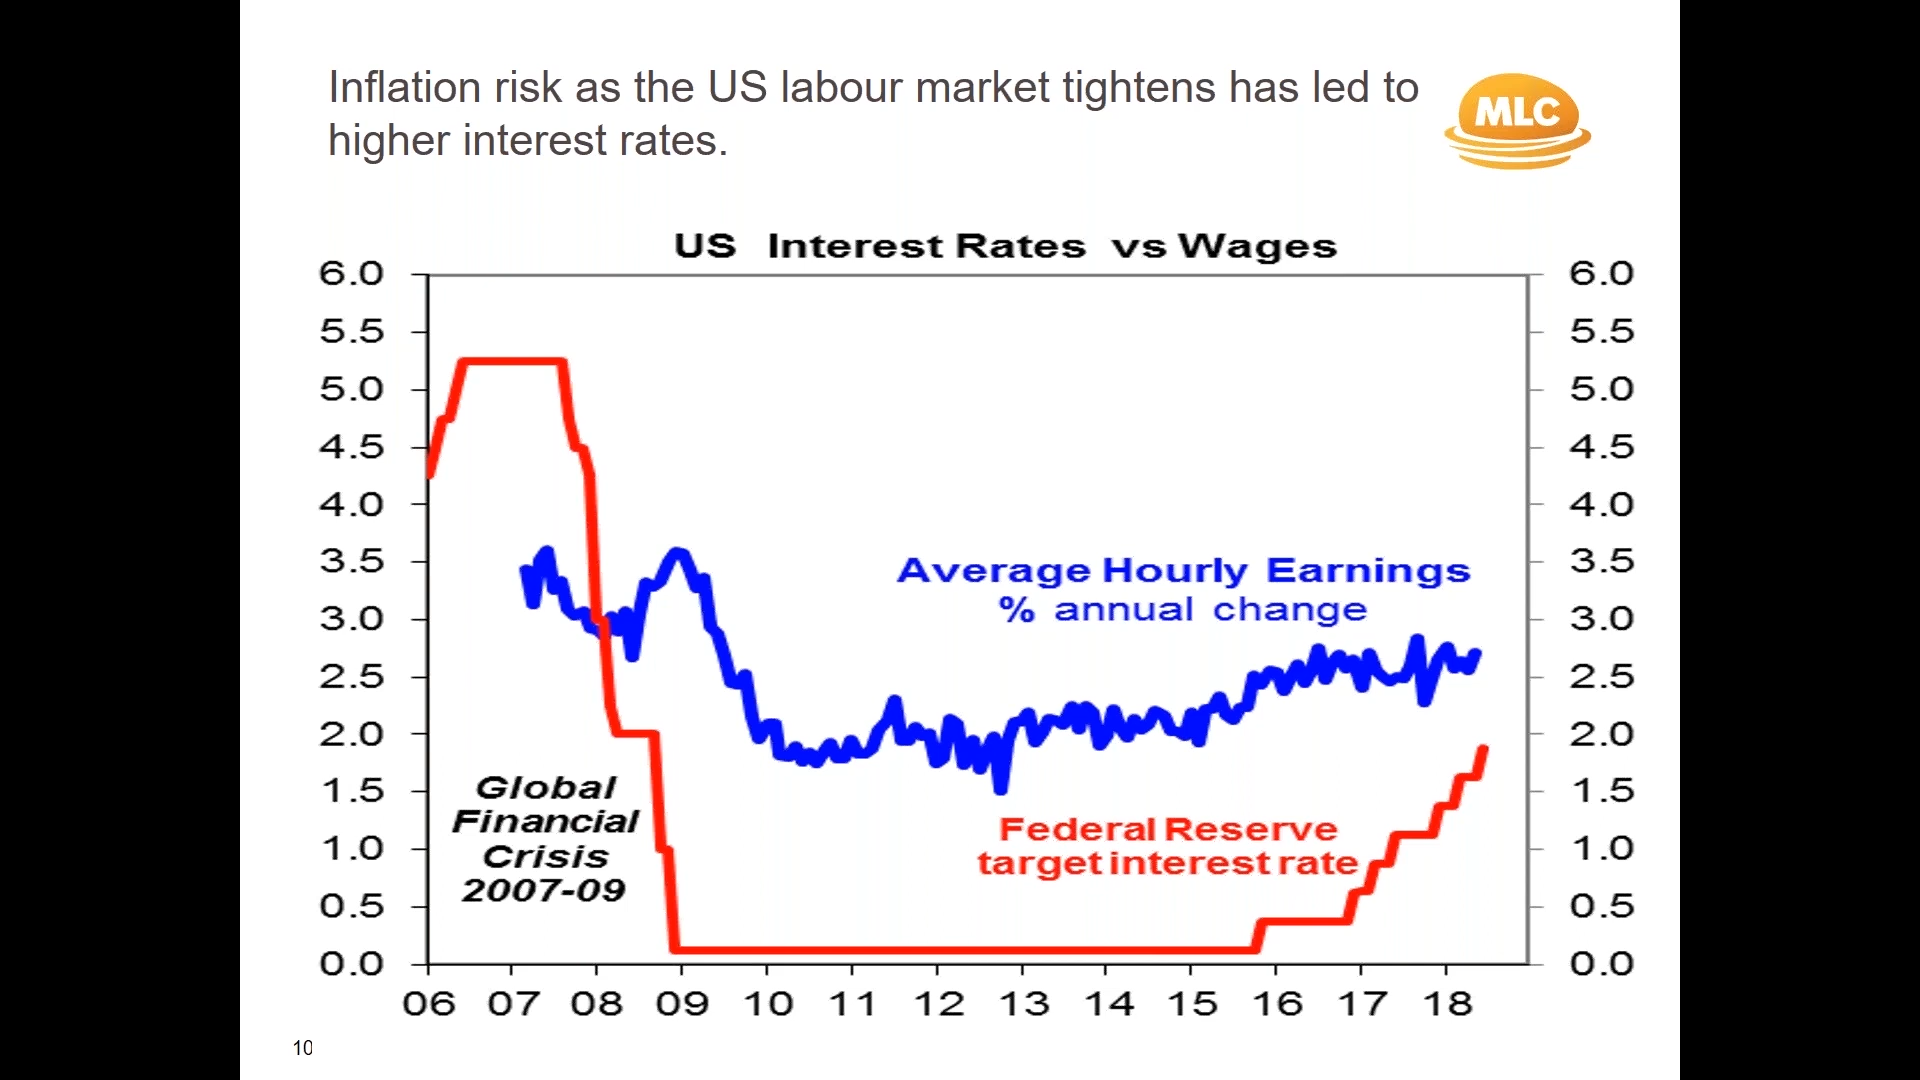 Inflation risk as the US labour market tightens has led to
higher interest rates.
MLC
US Interest Rates vs Wages
6.0 6.0
5.5 5.5
5.0 5.0
4.5 4.5
4.0 4.0
3.5 3.5
Average Hourly Earnings
% annual change
3.0 3.0
2.5 2.5
2.0 2.0
Global
Financial
Crisis
2007-09
1.5 1.5
Federal Reserve
target interest rate
1.0 1.0
0.5 0.5
0.0 0.0
06 07 08 09 10 11 12 13 14 15 16 17 18
10